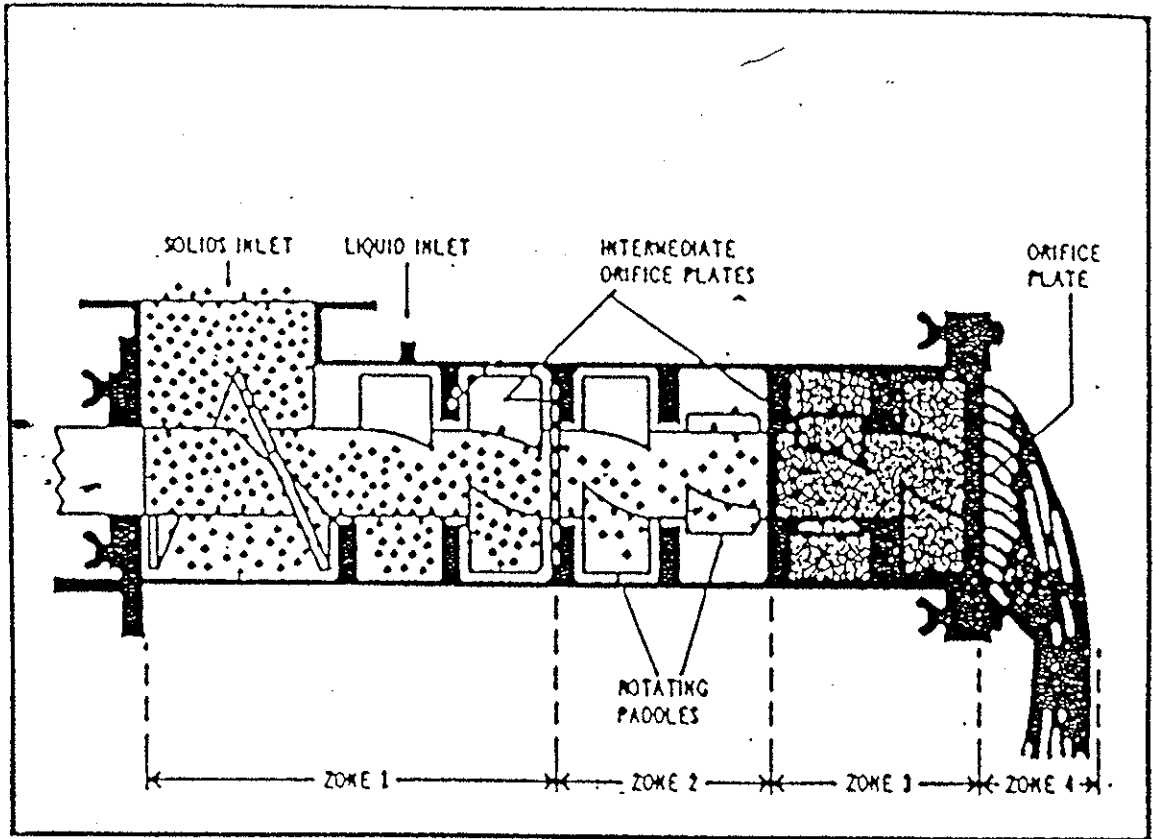 SOLIDS INLET
LIQUID INLET
INTERMEDIATE
ORIFICE PLATES
ORIFICE
PLATE
ROTATING
PADDLES
ZONE 1
ZONE 2
ZONE 3
ZONE 4